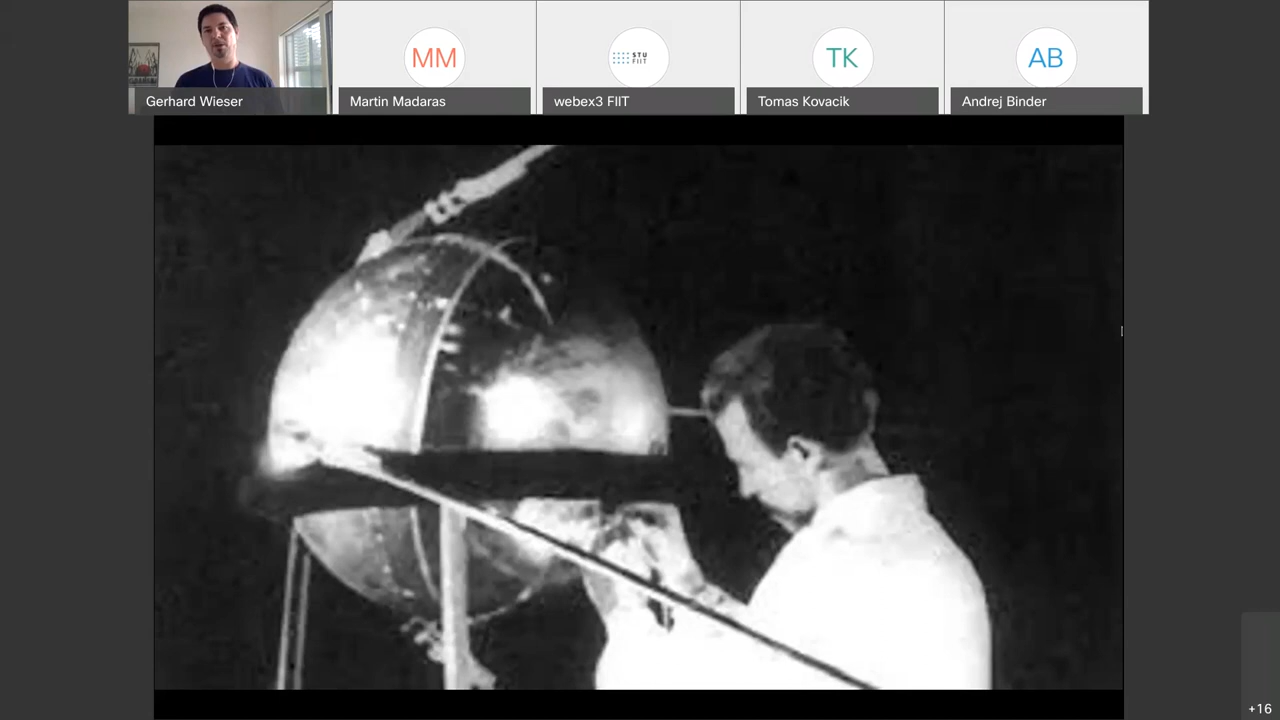 MM
STU
FIIT
TK
AB
Gerhard Wieser
Martin Madaras
webex3 FIIT
Tomas Kovacik
Andrej Binder
+16